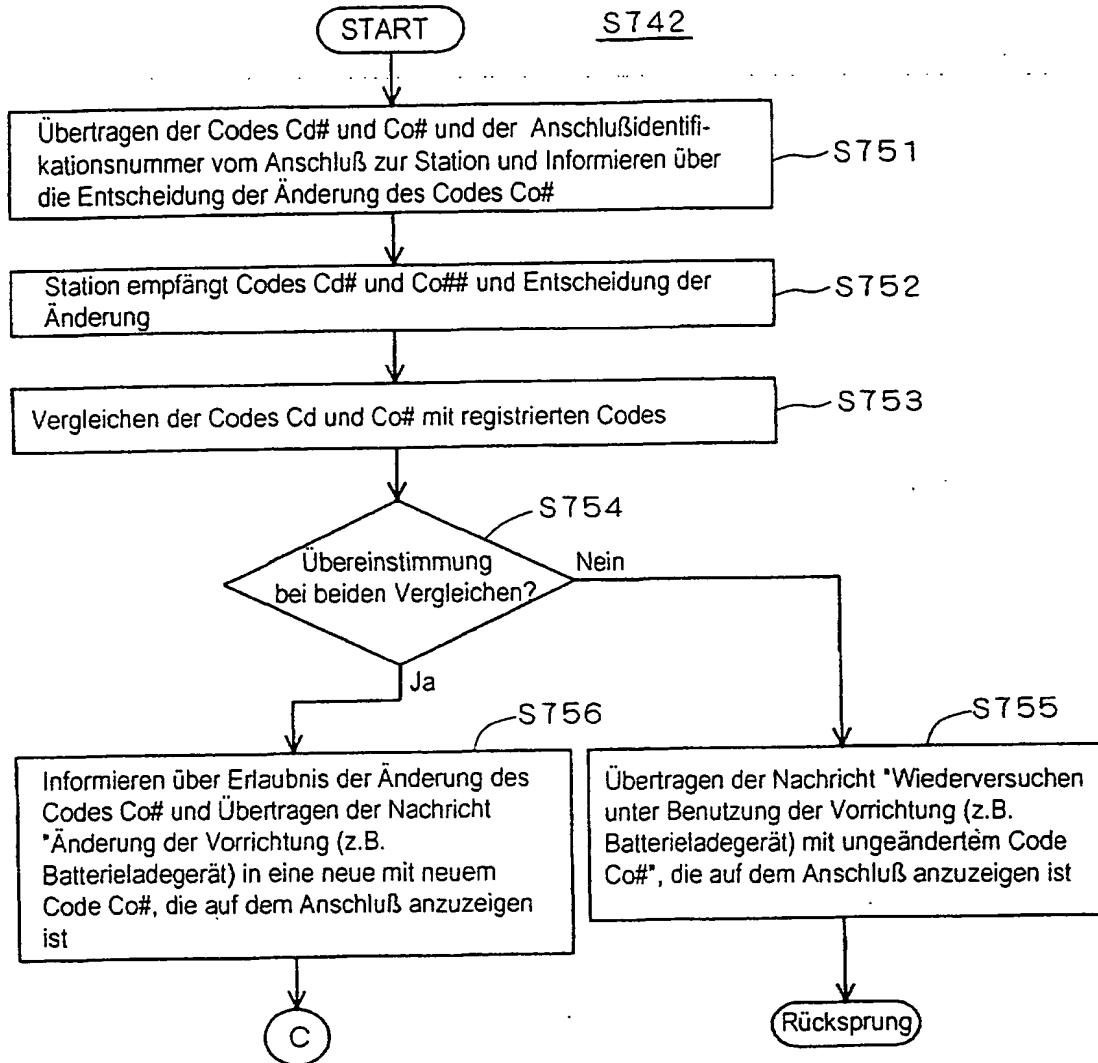 START
S742
Übertragen der Codes Cd# und Co# und der Anschlußidentifi-
kationsnummer vom Anschluß zur Station und Informieren über
die Entscheidung der Änderung des Codes Co#
S751
Station empfängt Codes Cd# und Co## und Entscheidung der
Änderung
S752
Vergleichen der Codes Cd und Co# mit registrierten Codes
S753
S754
Übereinstimmung
bei beiden Vergleichen?
Nein
Ja
S756
Informieren über Erlaubnis der Änderung des
Codes Co# und Übertragen der Nachricht
"Änderung der Vorrichtung (z.B.
Batterieladegerät) in eine neue mit neuem
Code Co#, die auf dem Anschluß anzuzeigen
ist
S755
Übertragen der Nachricht "Wiederversuchen
unter Benutzung der Vorrichtung (z.B.
Batterieladegerät) mit ungeändertem Code
Co#", die auf dem Anschluß anzuzeigen ist
C
Rücksprung